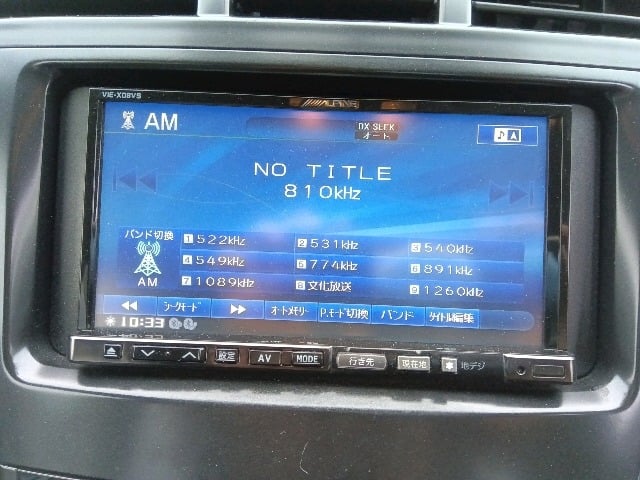 VIE-X08VS
ALPINE
AM
DX SEEK
オート
NO TITLE
810kHz
バンド切換
AM
1 522kHz
2 531kHz
3 540kHz
4 549kHz
5 774kHz
6 891kHz
7 1089kHz
8 文化放送
9 1260kHz
シークモード
オートメモリー
P.モード切換
バンド
タイトル編集
10:33
設定
AV
MODE
行き先
現在地
地デジ